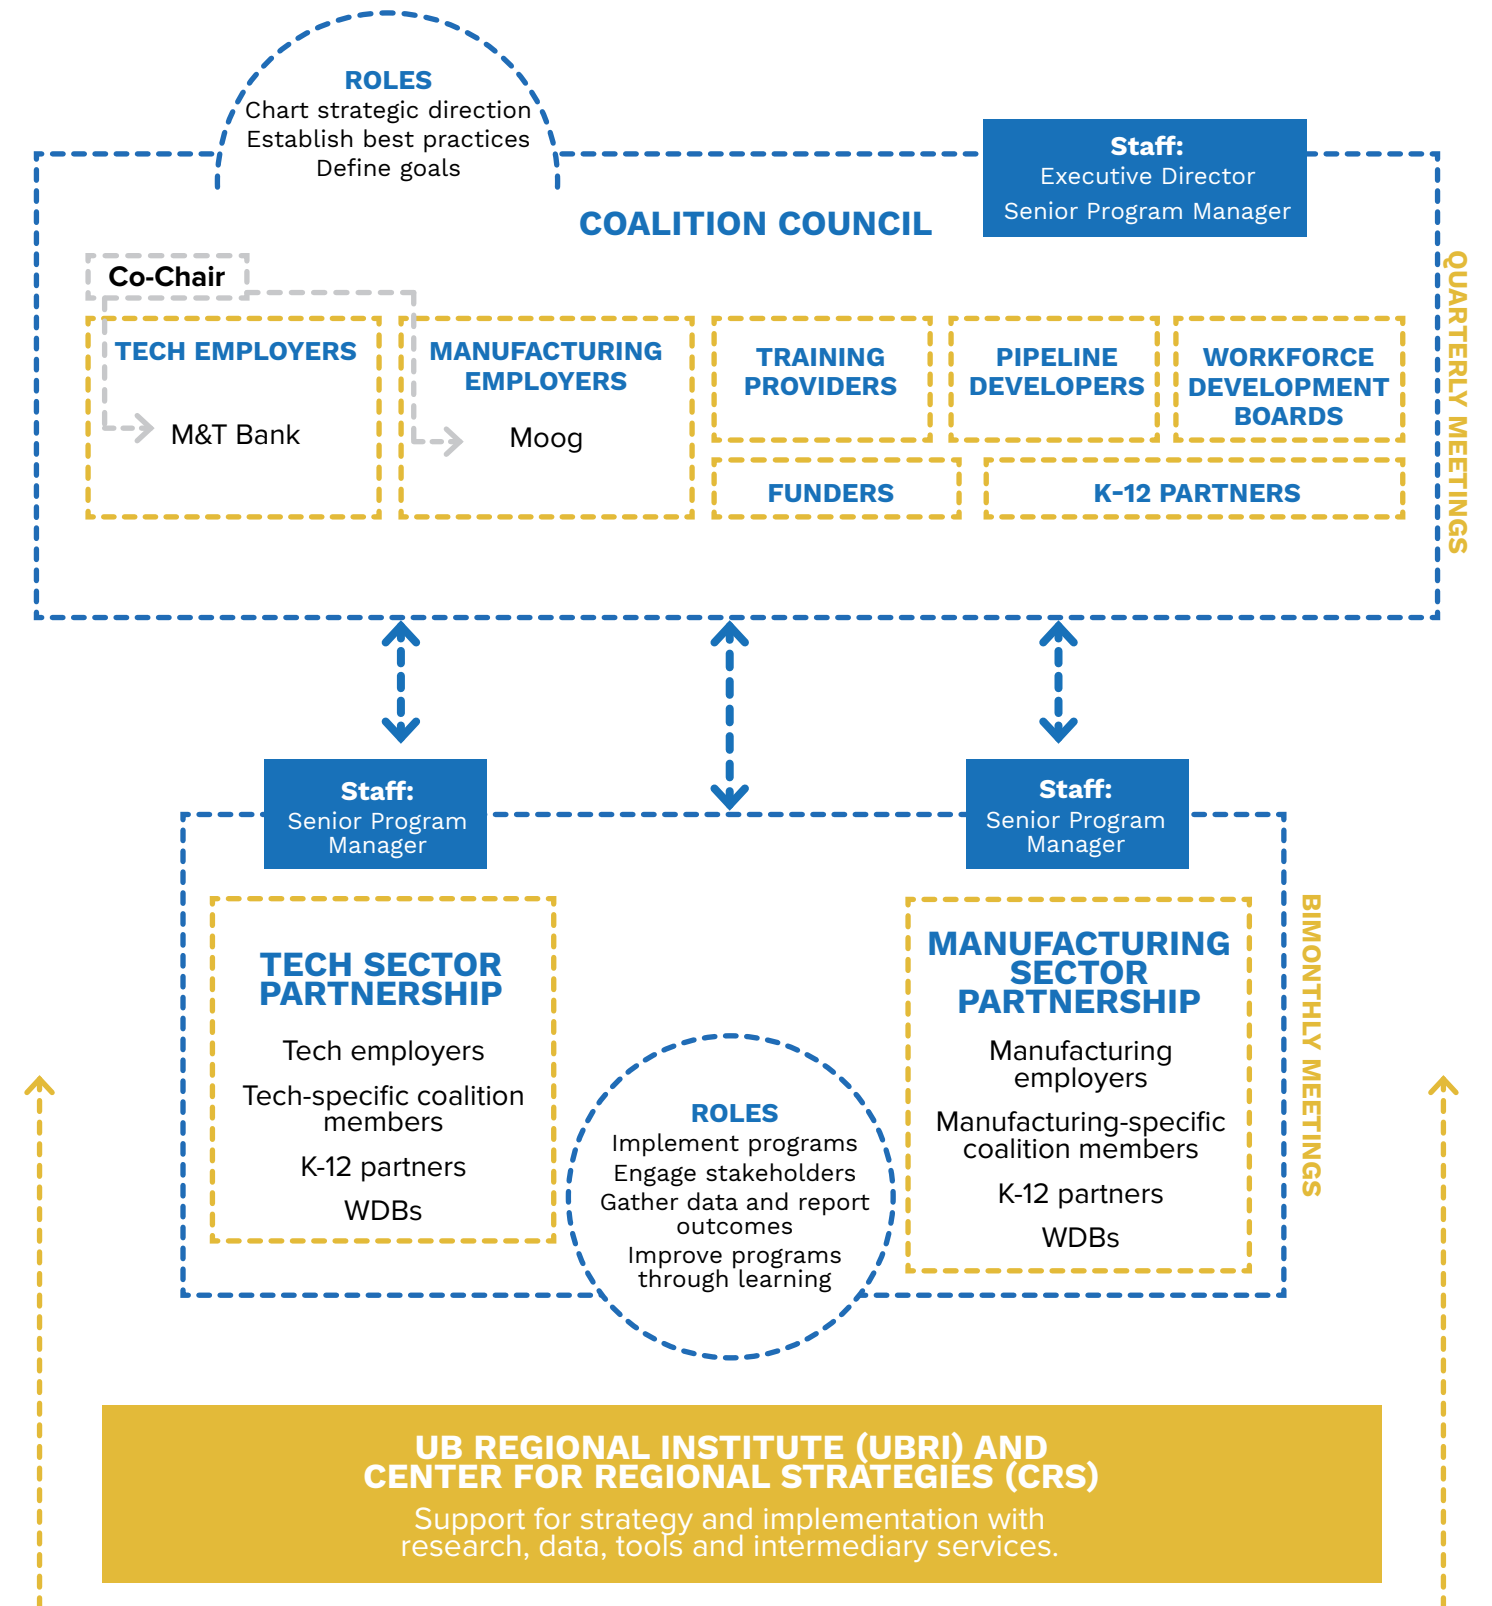 ROLES
Chart strategic direction
Establish best practices
Define goals
Staff:
Executive Director
Senior Program Manager
COALITION COUNCIL
Co-Chair
TECH EMPLOYERS
M&T Bank
MANUFACTURING
EMPLOYERS
Moog
TRAINING
PROVIDERS
PIPELINE
DEVELOPERS
WORKFORCE
DEVELOPMENT
BOARDS
FUNDERS
K-12 PARTNERS
QUARTERLY MEETINGS
Staff:
Senior Program
Manager
Staff:
Senior Program
Manager
TECH SECTOR
PARTNERSHIP
Tech employers
Tech-specific coalition
members
K-12 partners
WDBs
ROLES
Implement programs
Engage stakeholders
Gather data and report
outcomes
Improve programs
through learning
MANUFACTURING
SECTOR
PARTNERSHIP
Manufacturing
employers
Manufacturing-specific
coalition members
K-12 partners
WDBs
BIMONTHLY MEETINGS
UB REGIONAL INSTITUTE (UBRI) AND
CENTER FOR REGIONAL STRATEGIES (CRS)
Support for strategy and implementation with
research, data, tools and intermediary services.